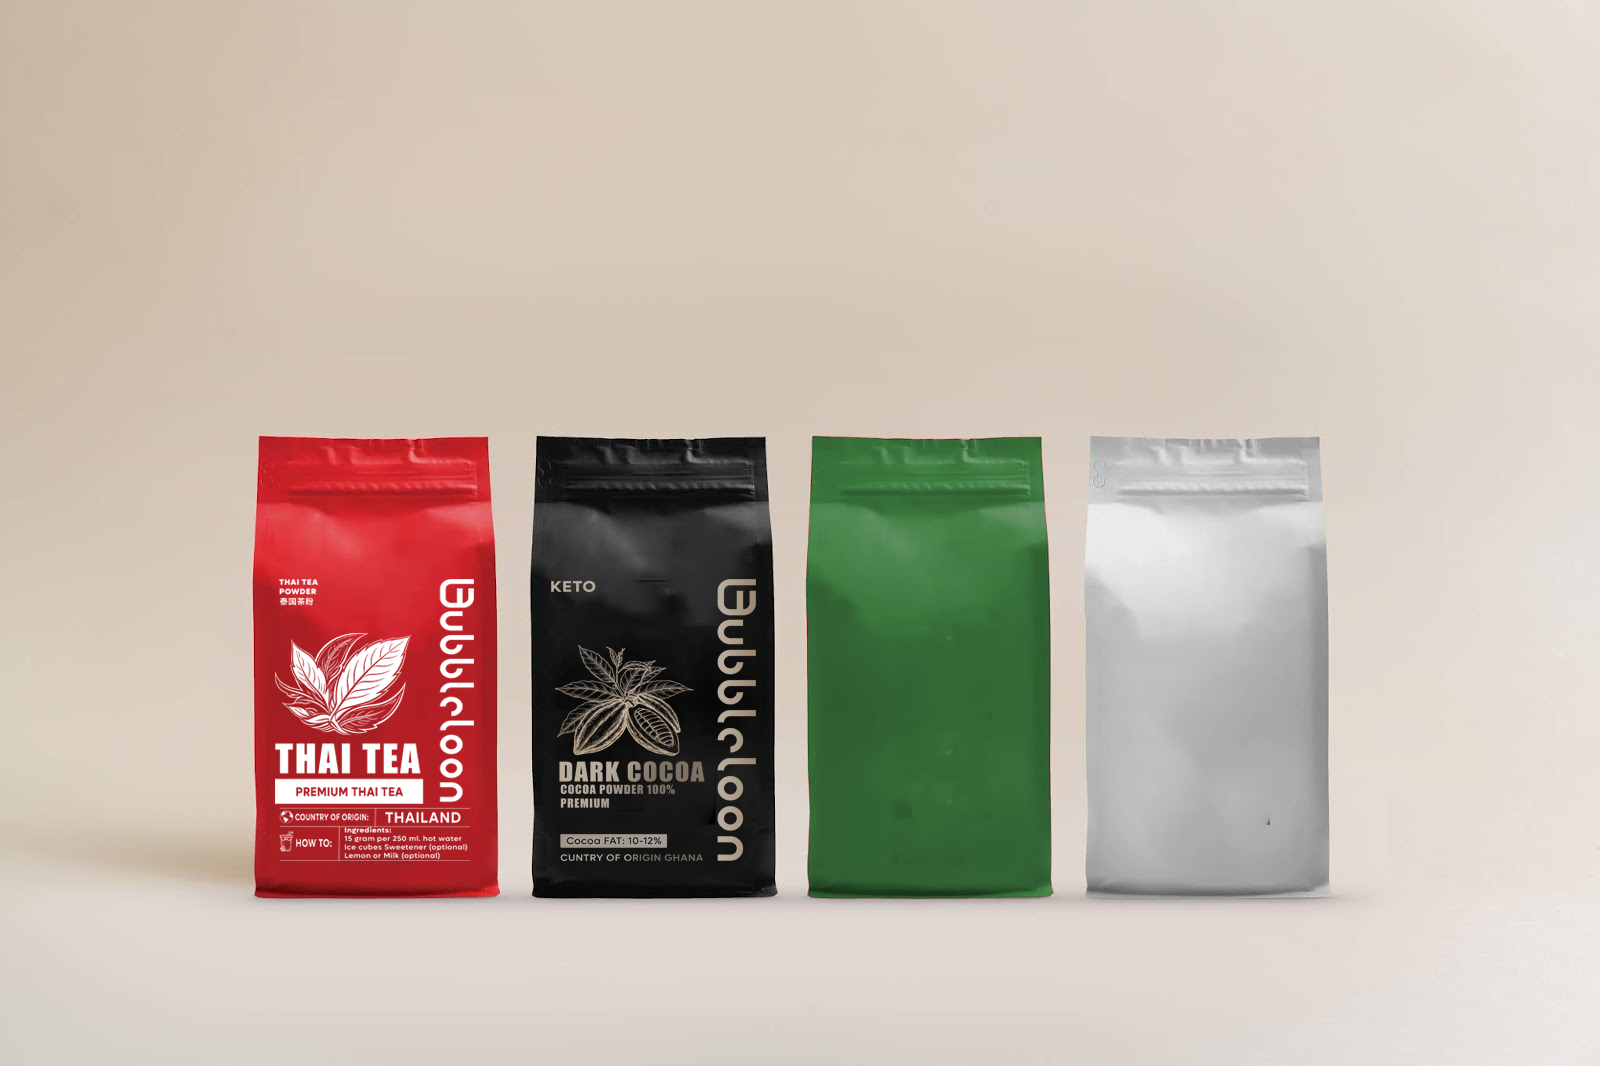 THAI TEA
POWDER
泰国茶粉
Bubbleloon
THAI TEA
PREMIUM THAI TEA
COUNTRY OF ORIGIN: THAILAND
HOW TO:
Ingredients:
15 gram per 250 ml. hot water
Ice cubes Sweetener (optional)
Lemon or Milk (optional)
KETO
Bubbleloon
DARK COCOA
COCOA POWDER 100%
PREMIUM
Cocoa FAT: 10-12%
CUNTRY OF ORIGIN GHANA